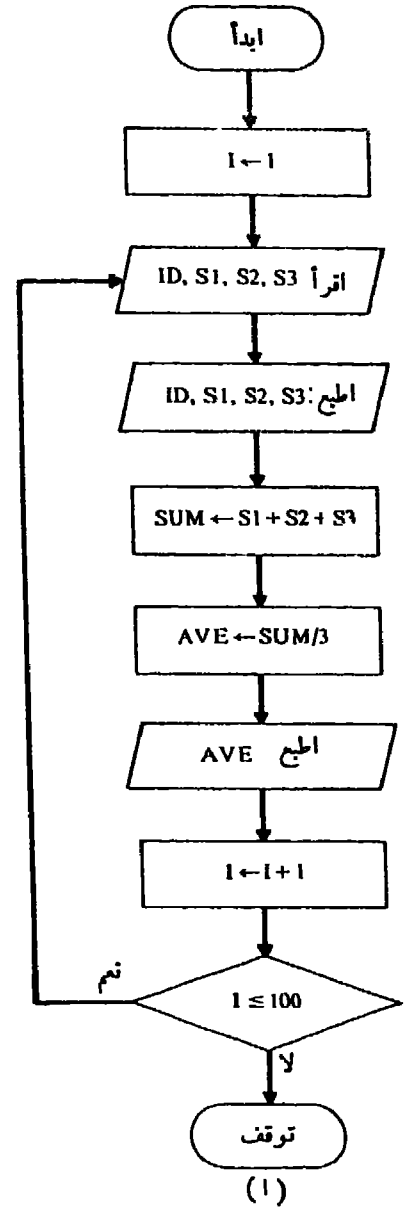 ابدأ
I ← 1
اقرأ ID, S1, S2, S3
اطبع: ID, S1, S2, S3
SUM ← S1 + S2 + S3
AVE ← SUM/3
اطبع AVE
I ← I + 1
I ≤ 100
نعم
لا
توقف
(١)